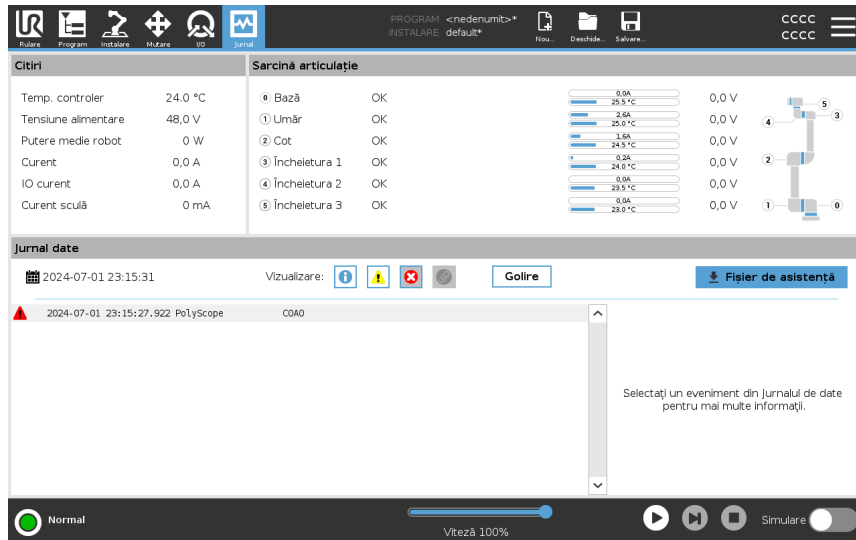 UR
PROGRAM <nedenumit>*
INSTALARE default*
cccc
cccc
Rulare Program Instalare Mutare I/O Jurnal
Nou... Deschide... Salvare...
Citiri
Sarcină articulație
Temp. controler 24.0 °C
Tensiune alimentare 48,0 V
Putere medie robot 0 W
Curent 0,0 A
IO curent 0,0 A
Curent sculă 0 mA
0 Bază OK 0,0A 25.5 °C 0,0 V
1 Umăr OK 2,6A 25.0 °C 0,0 V
2 Cot OK 1,6A 24.5 °C 0,0 V
3 Încheietura 1 OK 0,2A 24.0 °C 0,0 V
4 Încheietura 2 OK 0,0A 23.5 °C 0,0 V
5 Încheietura 3 OK 0,0A 23.0 °C 0,0 V
5
4 3
2
1 0
Jurnal date
2024-07-01 23:15:31 Vizualizare: Golire Fișier de asistență
2024-07-01 23:15:27.922 PolyScope C0A0
Selectați un eveniment din Jurnalul de date
pentru mai multe informații.
Normal
Viteză 100%
Simulare